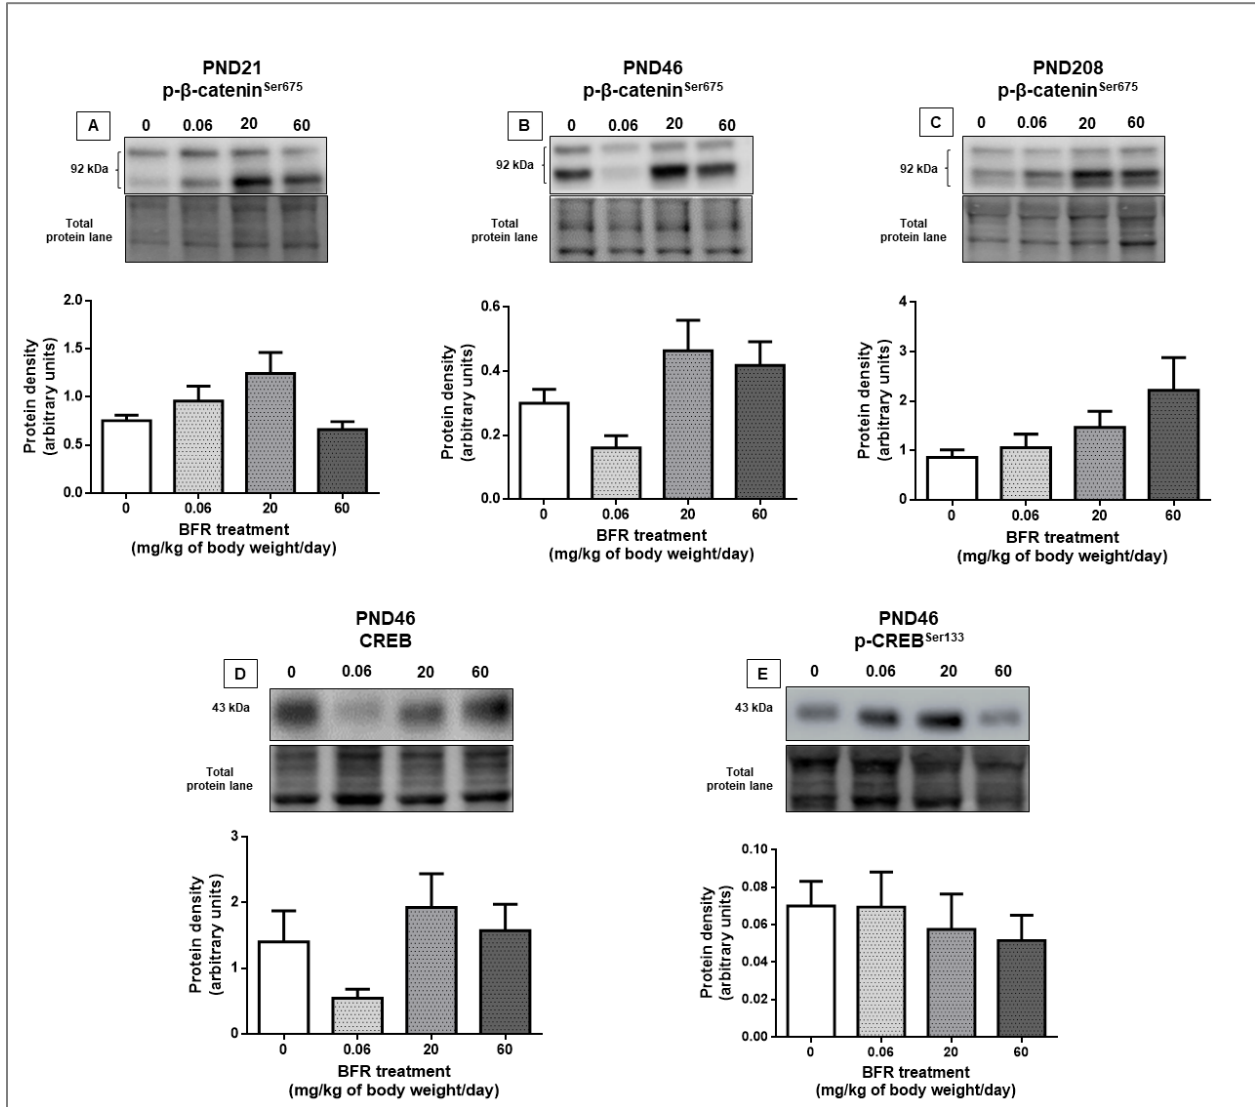 PND21
p-β-catenin^Ser675
A
0 0.06 20 60
92 kDa
Total
protein lane
2.0
1.5
1.0
0.5
0.0
Protein density
(arbitrary units)
0 0.06 20 60
BFR treatment
(mg/kg of body weight/day)
PND46
p-β-catenin^Ser675
B
0 0.06 20 60
92 kDa
Total
protein lane
0.6
0.4
0.2
0.0
Protein density
(arbitrary units)
0 0.06 20 60
BFR treatment
(mg/kg of body weight/day)
PND208
p-β-catenin^Ser675
C
0 0.06 20 60
92 kDa
Total
protein lane
4
3
2
1
0
Protein density
(arbitrary units)
0 0.06 20 60
BFR treatment
(mg/kg of body weight/day)
PND46
CREB
D
0 0.06 20 60
43 kDa
Total
protein lane
3
2
1
0
Protein density
(arbitrary units)
0 0.06 20 60
BFR treatment
(mg/kg of body weight/day)
PND46
p-CREB^Ser133
E
0 0.06 20 60
43 kDa
Total
protein lane
0.10
0.08
0.06
0.04
0.02
0.00
Protein density
(arbitrary units)
0 0.06 20 60
BFR treatment
(mg/kg of body weight/day)